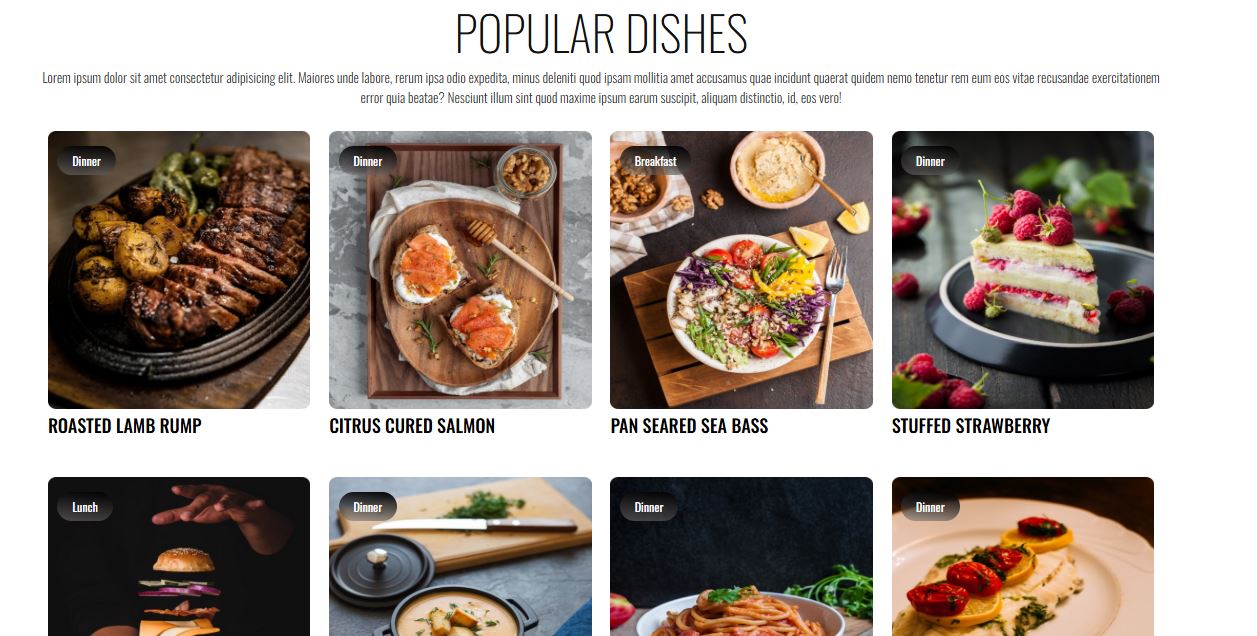 POPULAR DISHES
Lorem ipsum dolor sit amet consectetur adipisicing elit. Maiores unde labore, rerum ipsa odio expedita, minus deleniti quod ipsam mollitia amet accusamus quae incidunt quaerat quidem nemo tenetur rem eum eos vitae recusandae exercitationem
error quia beatae? Nesciunt illum sint quod maxime ipsum earum suscipit, aliquam distinctio, id, eos vero!
Dinner
Dinner
Breakfast
Dinner
ROASTED LAMB RUMP
CITRUS CURED SALMON
PAN SEARED SEA BASS
STUFFED STRAWBERRY
Lunch
Dinner
Dinner
Dinner